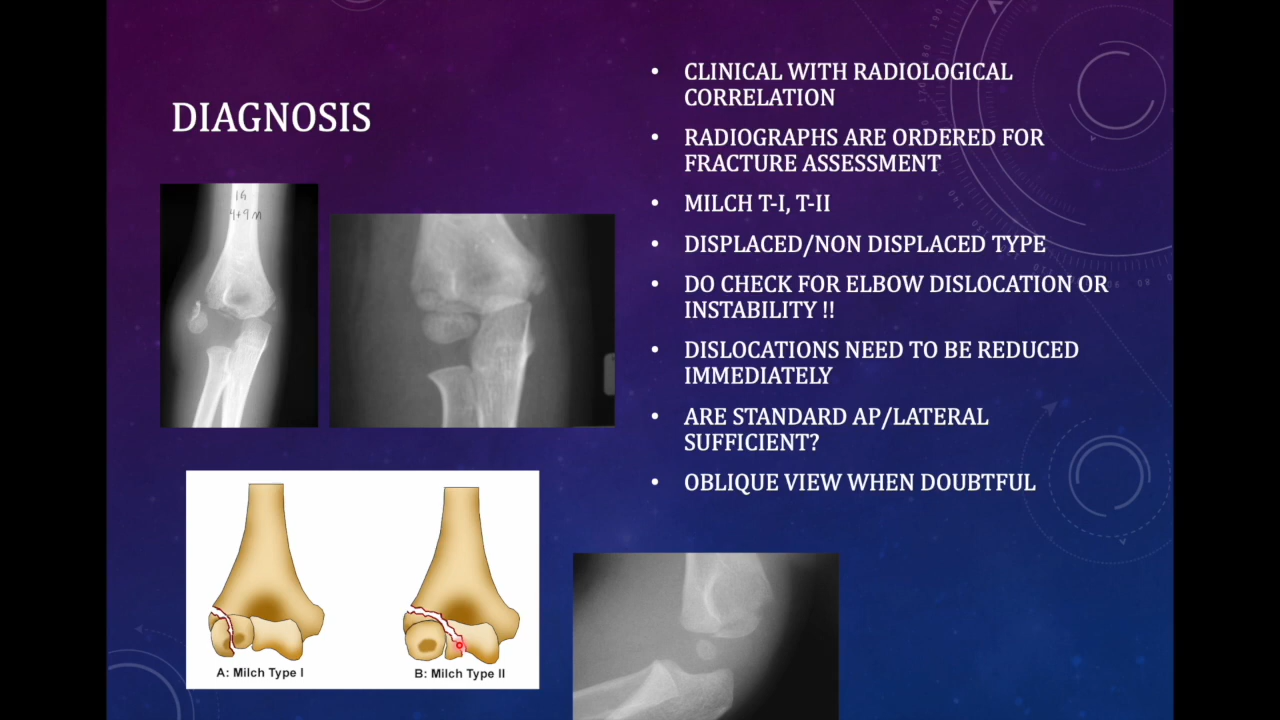 DIAGNOSIS
CLINICAL WITH RADIOLOGICAL
CORRELATION
RADIOGRAPHS ARE ORDERED FOR
FRACTURE ASSESSMENT
MILCH T-I, T-II
DISPLACED/NON DISPLACED TYPE
DO CHECK FOR ELBOW DISLOCATION OR
INSTABILITY !!
DISLOCATIONS NEED TO BE REDUCED
IMMEDIATELY
ARE STANDARD AP/LATERAL
SUFFICIENT?
OBLIQUE VIEW WHEN DOUBTFUL
4+9 M
A: Milch Type I
B: Milch Type II